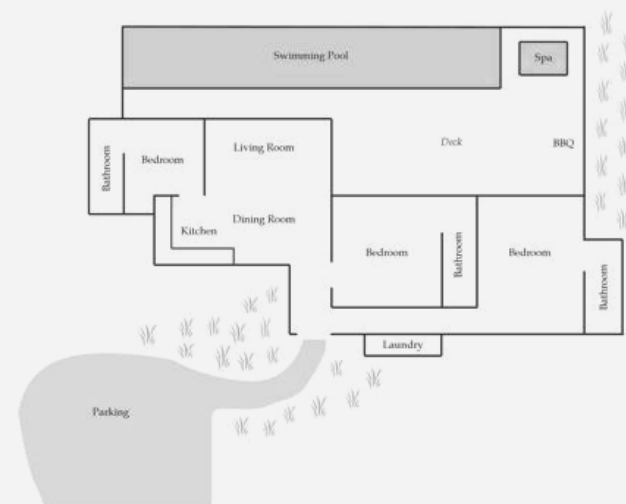 Swimming Pool
Spa
Living Room
Deck
BBQ
Bathroom
Bedroom
Dining Room
Kitchen
Bedroom
Bathroom
Bedroom
Bathroom
Laundry
Parking